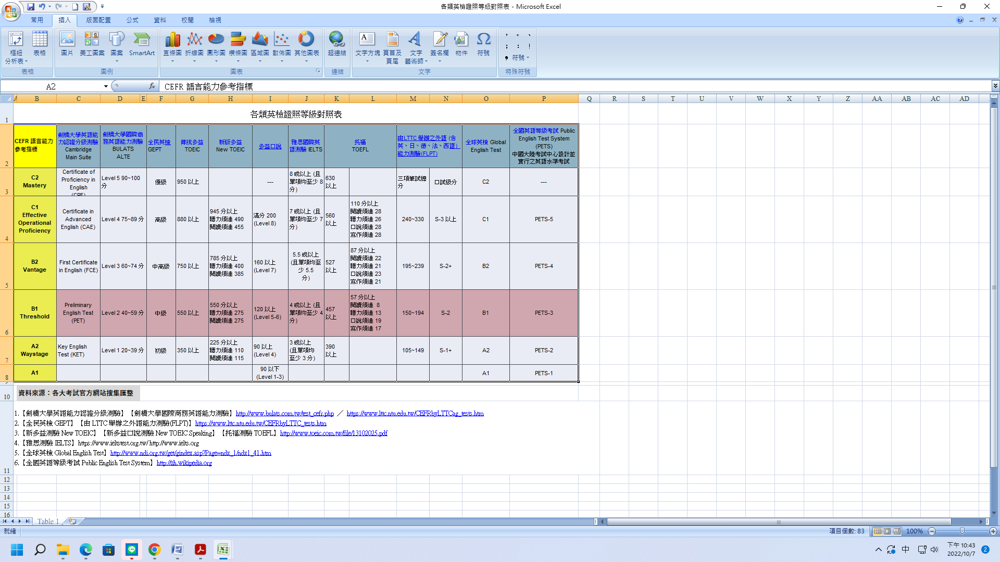 各類英檢證照等級對照表 - Microsoft Excel
常用 插入 版面配置 公式 資料 校閱 檢視
樞紐分析表 表格 圖片 美工圖案 圖案 SmartArt 直條圖 折線圖 圓形圖 橫條圖 區域圖 散佈圖 其他圖表 超連結 文字方塊 頁首及頁尾 文字藝術師 簽名欄 物件 符號 , 。 、 ; : ! , 符號
表格 圖例 圖表 連結 文字 特殊符號
A2 fx CEFR 語言能力參考指標
A B C D E F G H I J K L M N O P Q R S T U V W X Y Z AA AB AC AD
1 各類英檢證照等級對照表
2 CEFR 語言能力參考指標 劍橋大學英語能力認證分級測驗 Cambridge Main Suite 劍橋大學國際商務英語能力測驗 BULATS ALTE 全民英檢 GEPT 傳統多益 TOEIC 新版多益 New TOEIC 多益口說 雅思國際英語測驗 IELTS 托福 TOEFL 由LTTC 舉辦之外語 (含英、日、德、法、西語) 能力測驗(FLPT) 全球英檢 Global English Test 全國英語等級考試 Public English Test System (PETS) 中國大陸考試中心設計並實行之英語水準考試
3 C2 Mastery Certificate of Proficiency in English (CPE) Level 5 90~100 分 優級 950 以上 --- 8 或以上 (且單項均至少 8 分) 630 以上 三項筆試總分 口試級分 C2 ---
4 C1 Effective Operational Proficiency Certificate in Advanced English (CAE) Level 4 75~89 分 高級 880 以上 945 分以上 聽力須達 490 閱讀須達 455 滿分 200 (Level 8) 7 或以上 (且單項均至少 7 分) 560 以上 110 分以上 閱讀須達 28 聽力須達 26 口說須達 28 寫作須達 28 240~330 S-3 以上 C1 PETS-5
5 B2 Vantage First Certificate in English (FCE) Level 3 60~74 分 中高級 750 以上 785 分以上 聽力須達 400 閱讀須達 385 160 以上 (Level 7) 5.5 或以上 (且單項均至少 5.5 分) 527 以上 87 分以上 閱讀須達 22 聽力須達 21 口說須達 23 寫作須達 21 195~239 S-2+ B2 PETS-4
6 B1 Threshold Preliminary English Test (PET) Level 2 40~59 分 中級 550 以上 550 分以上 聽力須達 275 閱讀須達 275 120 以上 (Level 5-6) 4 或以上 (且單項均至少 4 分) 457 以上 57 分以上 閱讀須達 8 聽力須達 13 口說須達 19 寫作須達 17 150~194 S-2 B1 PETS-3
7 A2 Waystage Key English Test (KET) Level 1 20~39 分 初級 350 以上 225 分以上 聽力須達 110 閱讀須達 115 90 以上 (Level 4) 3 或以上 (且單項均至少 3 分) 390 以上 105~149 S-1+ A2 PETS-2
8 A1 90 以下 (Level 1-3) A1 PETS-1
9
10 資料來源：各大考試官方網站搜集匯整
1.【劍橋大學英語能力認證分級測驗】【劍橋大學國際商務英語能力測驗】http://www.bulats.com.tw/test_cefr.php ／ https://www.lttc.ntu.edu.tw/CEFRbyLTTCag_tests.htm
2.【全民英檢 GEPT】【由 LTTC 舉辦之外語能力測驗(FLPT)】https://www.lttc.ntu.edu.tw/CEFRbyLTTC_tests.htm
3.【新多益測驗 New TOEIC】【新多益口說測驗 New TOEIC Speaking】【托福測驗 TOEFL】http://www.toeic.com.tw/file/13102025.pdf
4.【雅思測驗 IELTS】https://www.ieltstest.org.tw/ http://www.ielts.org
5.【全球英檢 Global English Test】http://www.ndi.org.tw/get/gindex.asp?Page=ndx_1/ndx1_41.htm
6.【全國英語等級考試 Public English Test System】http://zh.wikipedia.org
11
12
13
14
15
16
Table 1
就緒 項目個數: 83 100%
中 下午 10:43
2022/10/7 2